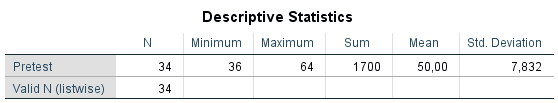 Descriptive Statistics
N Minimum Maximum Sum Mean Std. Deviation
Pretest 34 36 64 1700 50,00 7,832
Valid N (listwise) 34